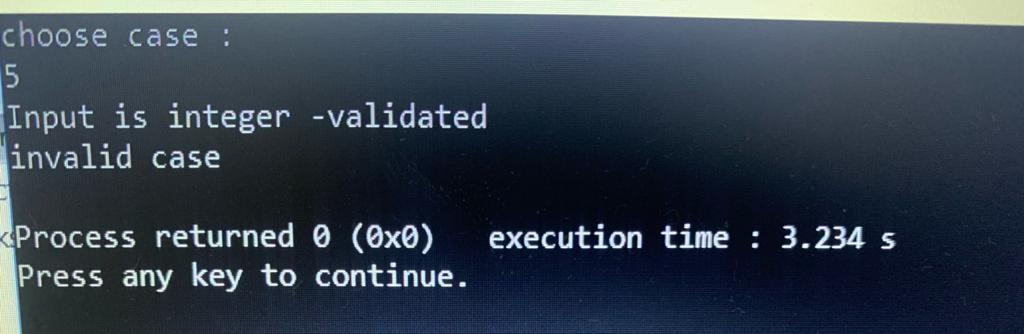 choose case :
5
Input is integer -validated
invalid case
Process returned 0 (0x0)   execution time : 3.234 s
Press any key to continue.